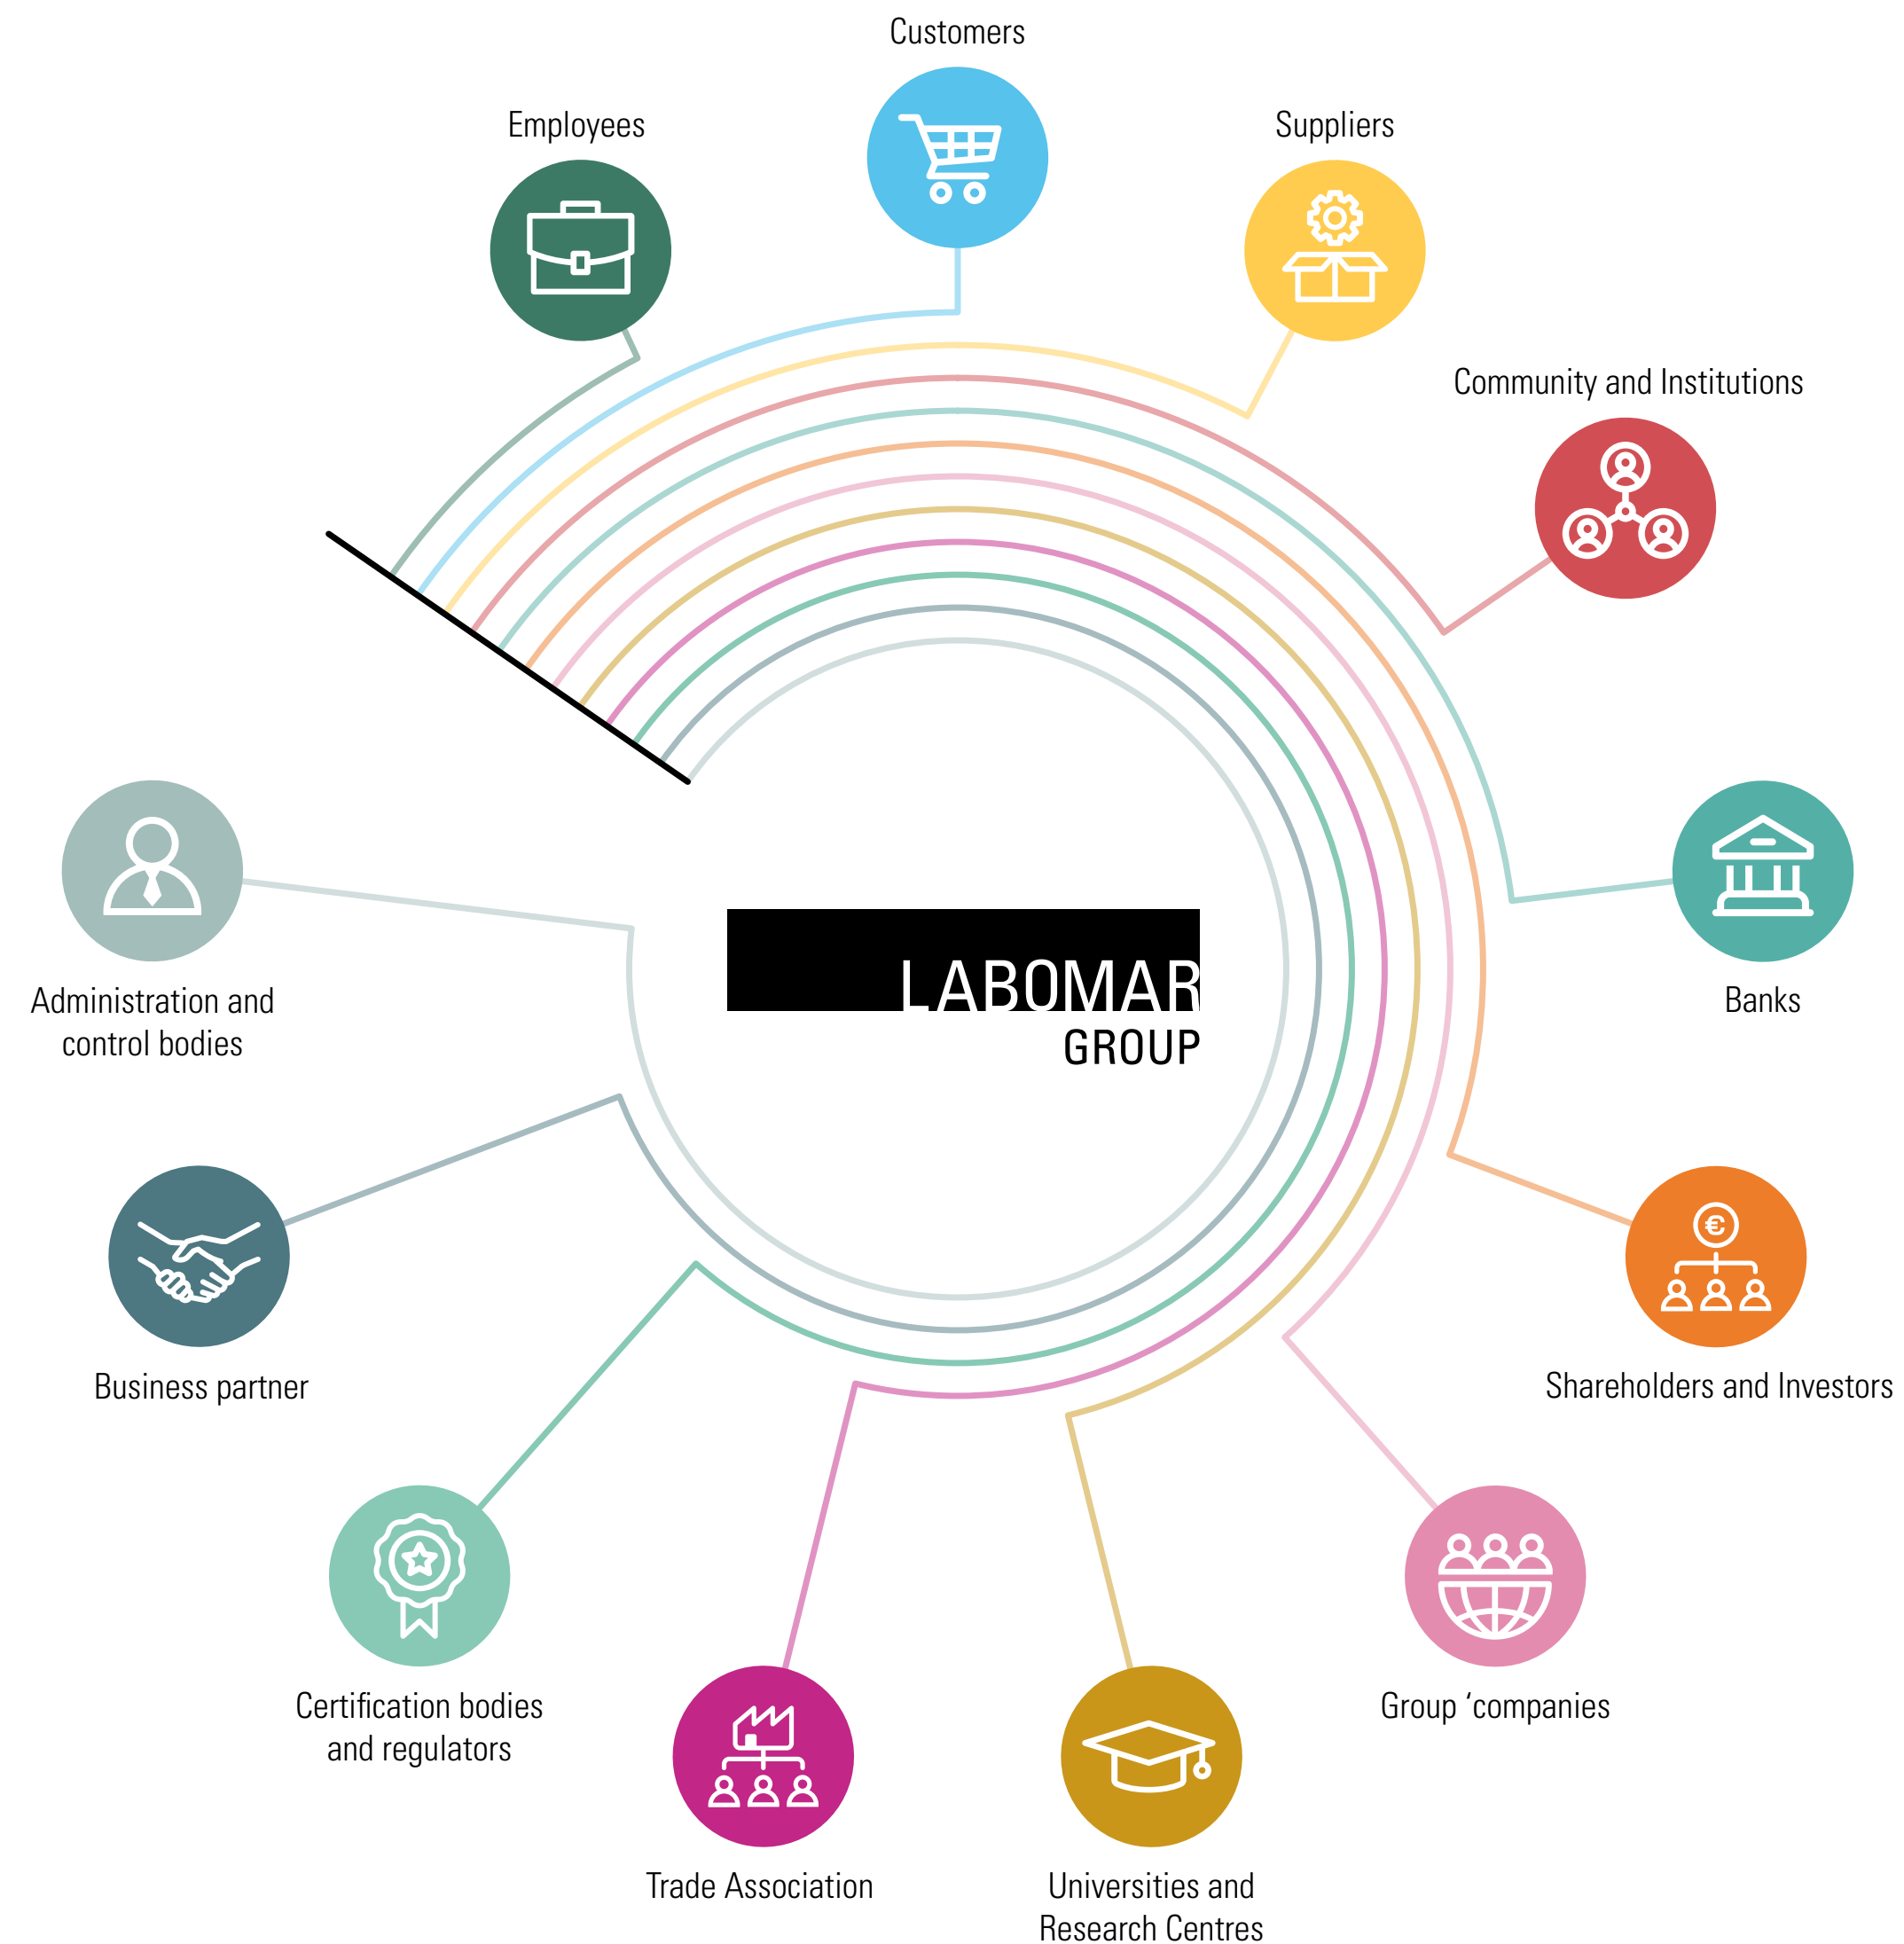 Customers
Employees
Suppliers
Community and Institutions
LABOMAR
GROUP
Administration and
control bodies
Banks
Business partner
Shareholders and Investors
€
Certification bodies
and regulators
Group ‘companies
Trade Association
Universities and
Research Centres